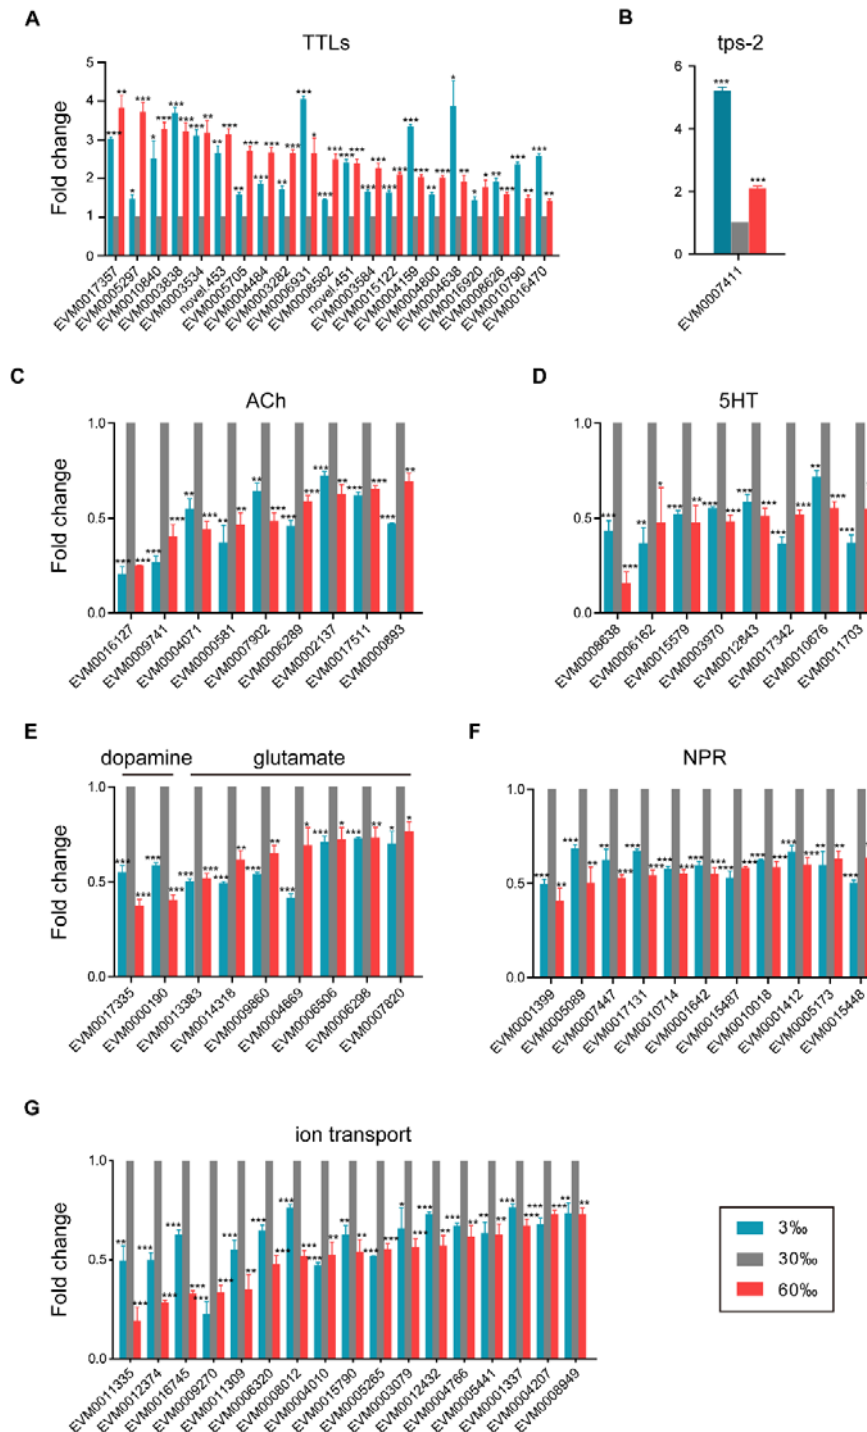 A
TTLs
Fold change
5
4
3
2
1
0
EVM0017357
EVM0005297
EVM0010840
EVM0003838
EVM0003534
novel.453
EVM0005705
EVM0004484
EVM0003282
EVM0006931
EVM0008582
novel.451
EVM0003584
EVM0015122
EVM0004159
EVM0004800
EVM0004638
EVM0016920
EVM0008626
EVM0010790
EVM0016470
B
tps-2
6
4
2
0
EVM0007411
C
ACh
Fold change
1.0
0.5
0.0
EVM0016127
EVM0009741
EVM0004071
EVM0000581
EVM0007902
EVM0006289
EVM0002137
EVM0017511
EVM0000893
D
5HT
1.0
0.5
0.0
EVM0008638
EVM0006162
EVM0015579
EVM0003970
EVM0012843
EVM0017342
EVM0010676
EVM0011703
E
dopamine glutamate
Fold change
1.0
0.5
0.0
EVM0017335
EVM0000190
EVM0013383
EVM0014318
EVM0009860
EVM0004669
EVM0006506
EVM0006298
EVM0007820
F
NPR
1.0
0.5
0.0
EVM0001399
EVM0005089
EVM0007447
EVM0017131
EVM0010714
EVM0001642
EVM0015487
EVM0010018
EVM0001412
EVM0005173
EVM0015448
G
ion transport
Fold change
1.0
0.5
0.0
EVM0011335
EVM0012374
EVM0016745
EVM0009270
EVM0011309
EVM0006320
EVM0008012
EVM0004010
EVM0015790
EVM0005265
EVM0003079
EVM0012432
EVM0004766
EVM0005441
EVM0001337
EVM0004207
EVM0008949
3‰
30‰
60‰